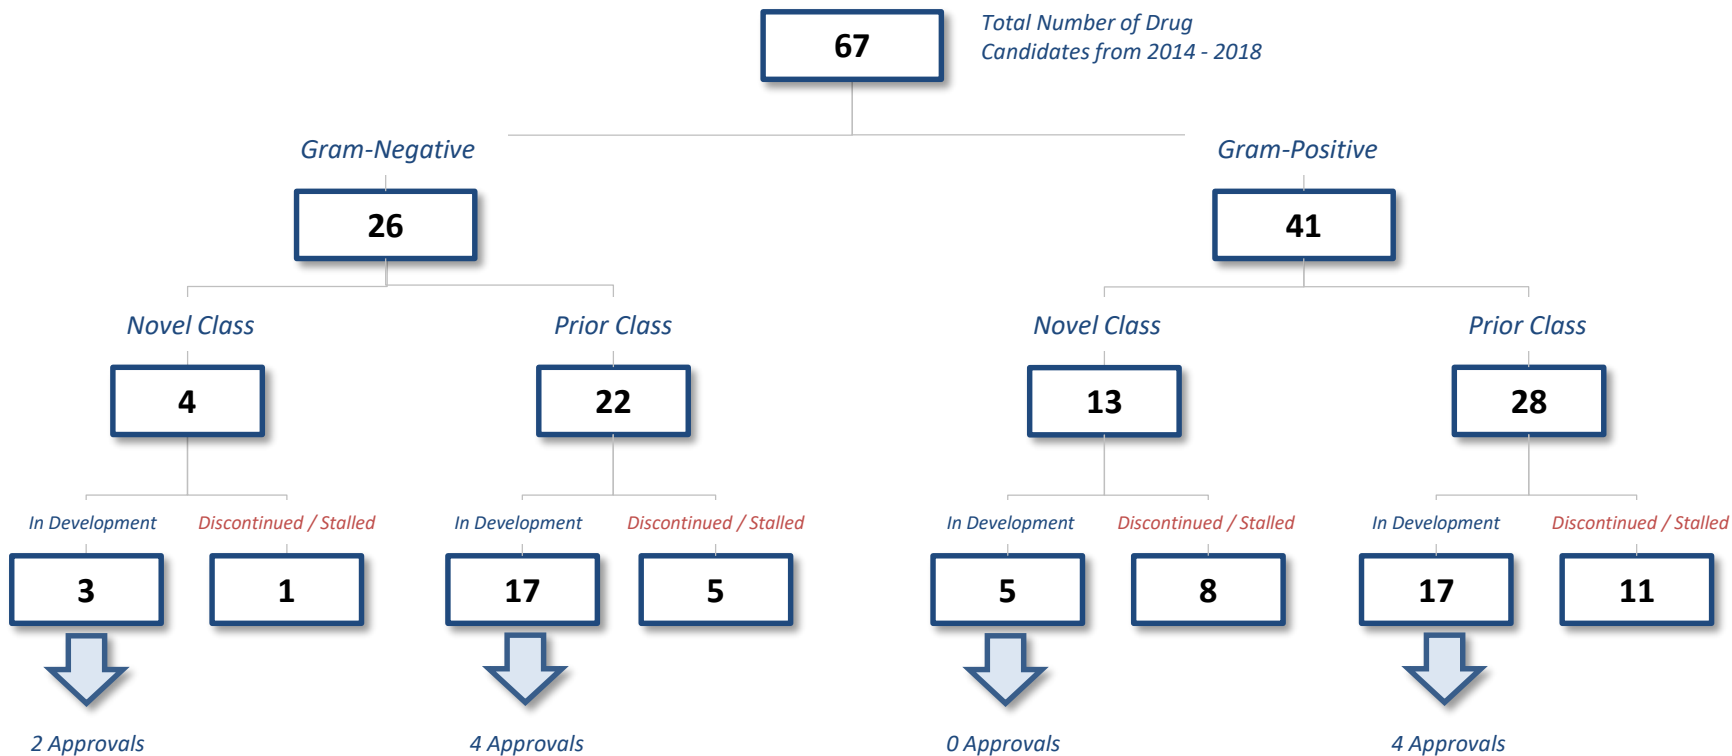 67
Total Number of Drug
Candidates from 2014 - 2018
Gram-Negative
Gram-Positive
26
41
Novel Class
Prior Class
Novel Class
Prior Class
4
22
13
28
In Development
Discontinued / Stalled
In Development
Discontinued / Stalled
In Development
Discontinued / Stalled
In Development
Discontinued / Stalled
3
1
17
5
5
8
17
11
2 Approvals
4 Approvals
0 Approvals
4 Approvals